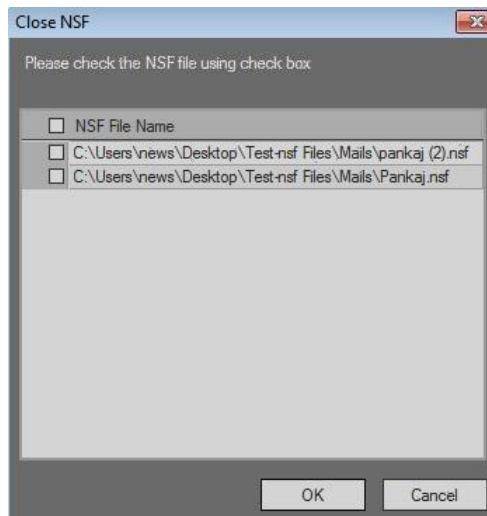 Close NSF
Please check the NSF file using check box
NSF File Name
C:\Users\news\Desktop\Test-nsf Files\Mails\pankaj (2).nsf
C:\Users\news\Desktop\Test-nsf Files\Mails\Pankaj.nsf
OK Cancel